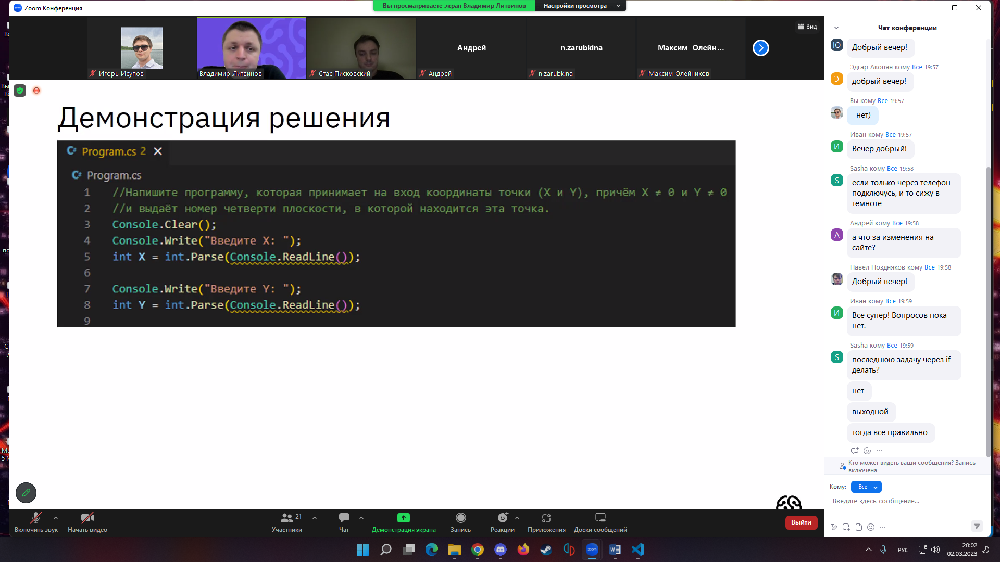 Zoom Конференция
Вы просматриваете экран Владимир Литвинов
Настройки просмотра
Вид
Андрей
n.zarubkina
Максим Олейн...
Игорь Исупов
Владимир Литвинов
Стас Писковский
Андрей
n.zarubkina
Максим Олейников
Демонстрация решения
Program.cs 2
Program.cs
1 //Напишите программу, которая принимает на вход координаты точки (X и Y), причём X ≠ 0 и Y ≠ 0
2 //и выдаёт номер четверти плоскости, в которой находится эта точка.
3 Console.Clear();
4 Console.Write("Введите X: ");
5 int X = int.Parse(Console.ReadLine());
6
7 Console.Write("Введите Y: ");
8 int Y = int.Parse(Console.ReadLine());
9
Чат конференции
Ю
Добрый вечер!
Эдгар Акопян кому Все 19:57
Э
добрый вечер!
Вы кому Все 19:57
нет)
Иван кому Все 19:57
И
Вечер добрый!
Sasha кому Все 19:58
S
если только через телефон
подключусь, и то сижу в
темноте
Андрей кому Все 19:58
А
а что за изменения на
сайте?
Павел Поздняков кому Все 19:58
Добрый вечер!
Иван кому Все 19:59
И
Всё супер! Вопросов пока
нет.
Sasha кому Все 19:59
S
последнюю задачу через if
делать?
нет
выходной
тогда все правильно
Кто может видеть ваши сообщения? Запись
включена
Кому: Все
Введите здесь сообщение...
Включить звук
Начать видео
21
Участники
Чат
Демонстрация экрана
Запись
Реакции
Приложения
Доски сообщений
Выйти
zoom
РУС
20:02
02.03.2023